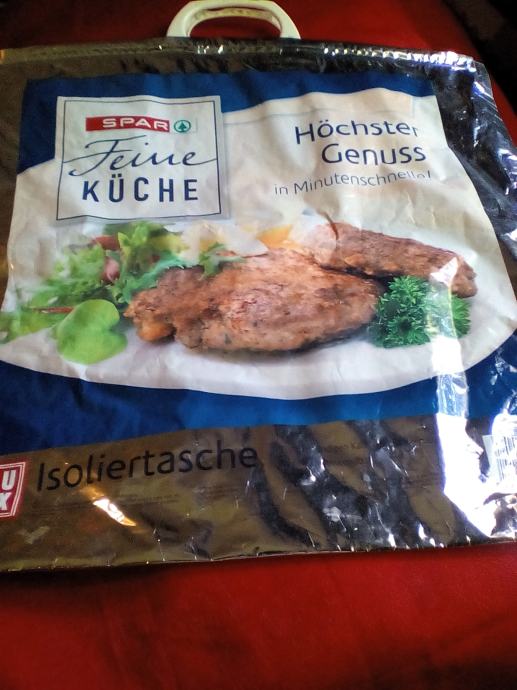 SPAR
Feine
KÜCHE
Höchster
Genuss
in Minutenschnelle!
Isoliertasche